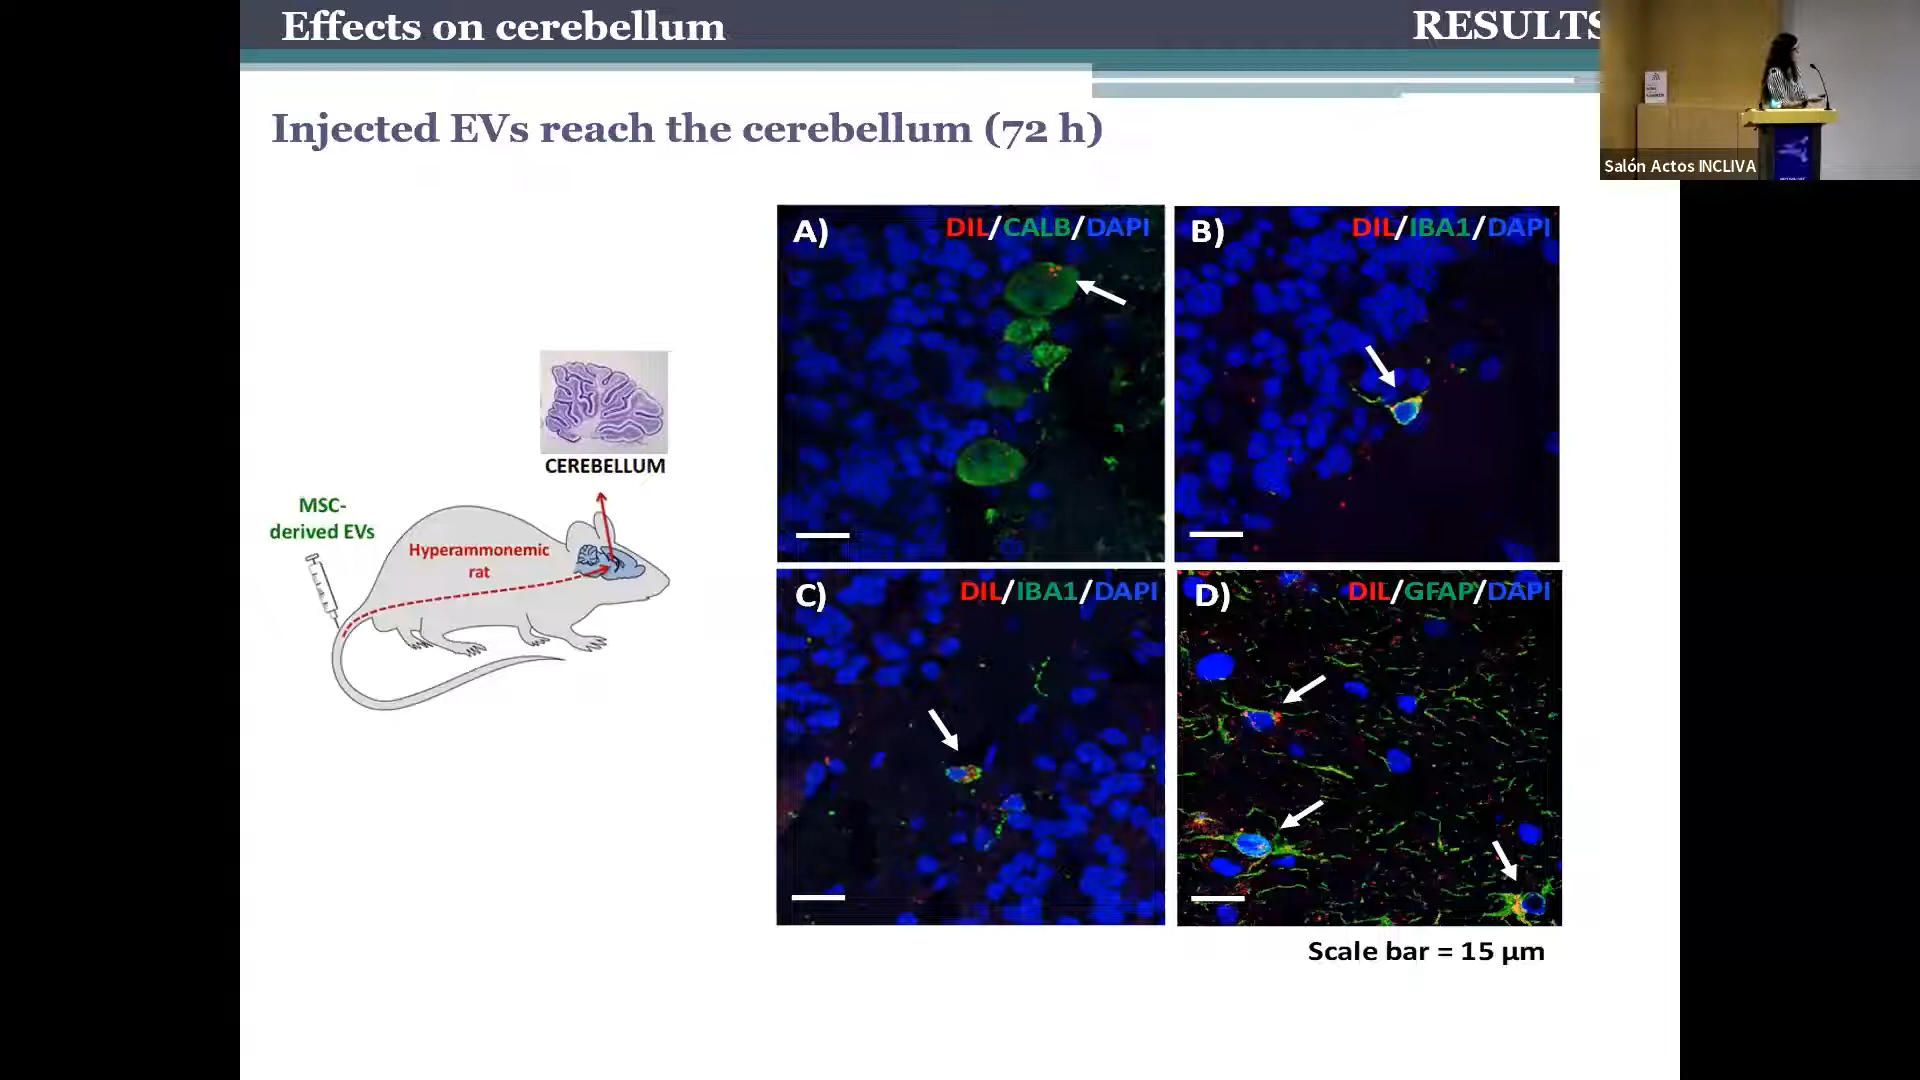 Effects on cerebellum
RESULTS
Salón Actos INCLIVA
Injected EVs reach the cerebellum (72 h)
CEREBELLUM
MSC-
derived EVs
Hyperammonemic
rat
A)
DIL/CALB/DAPI
B)
DIL/IBA1/DAPI
C)
DIL/IBA1/DAPI
D)
DIL/GFAP/DAPI
Scale bar = 15 µm